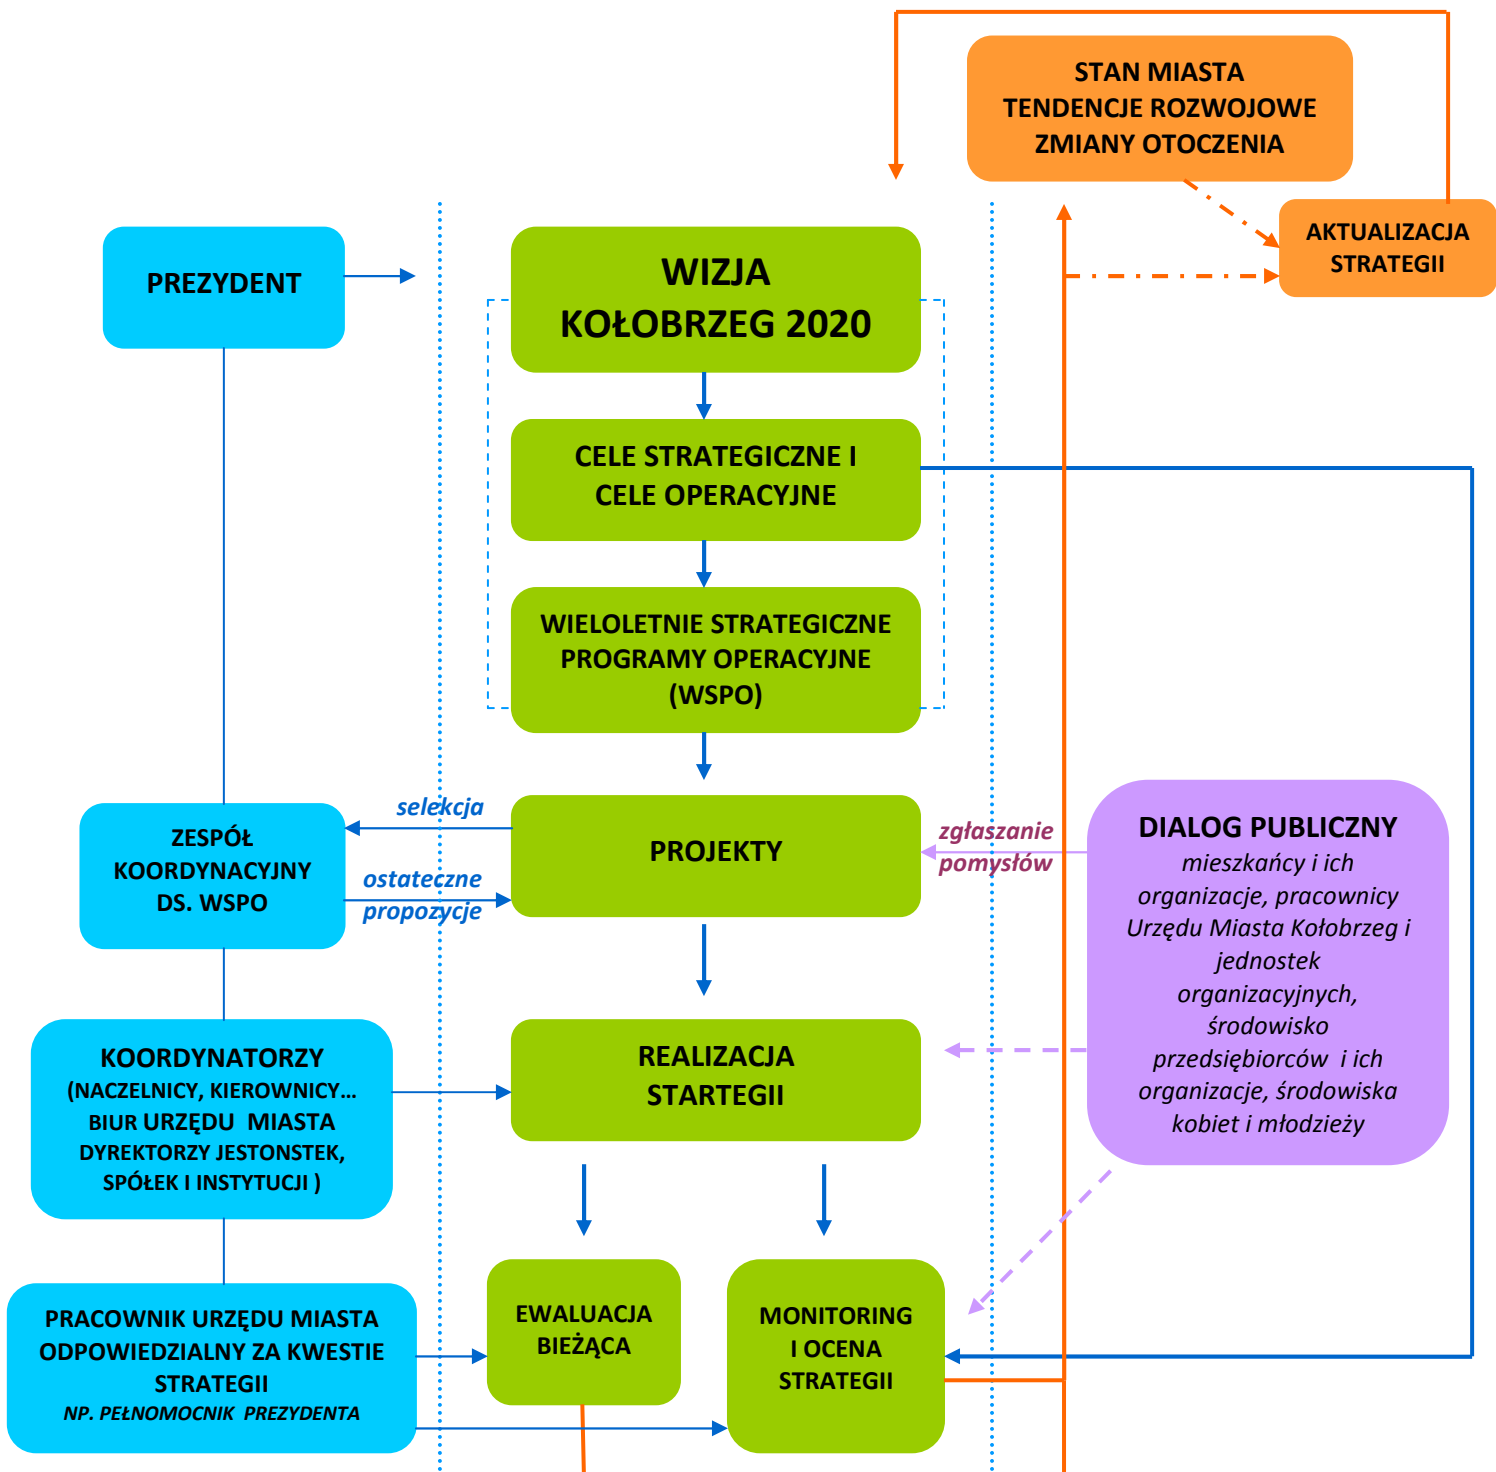 STAN MIASTA
TENDENCJE ROZWOJOWE
ZMIANY OTOCZENIA
AKTUALIZACJA
STRATEGII
PREZYDENT
WIZJA
KOŁOBRZEG 2020
CELE STRATEGICZNE I
CELE OPERACYJNE
WIELOLETNIE STRATEGICZNE
PROGRAMY OPERACYJNE
(WSPO)
ZESPÓŁ
KOORDYNACYJNY
DS. WSPO
selekcja
ostateczne
propozycje
PROJEKTY
zgłaszanie
pomysłów
DIALOG PUBLICZNY
mieszkańcy i ich
organizacje, pracownicy
Urzędu Miasta Kołobrzeg i
jednostek
organizacyjnych,
środowisko
przedsiębiorców i ich
organizacje, środowiska
kobiet i młodzieży
KOORDYNATORZY
(NACZELNICY, KIEROWNICY...
BIUR URZĘDU MIASTA
DYREKTORZY JESTONSTEK,
SPÓŁEK I INSTYTUCJI )
REALIZACJA
STARTEGII
PRACOWNIK URZĘDU MIASTA
ODPOWIEDZIALNY ZA KWESTIE
STRATEGII
NP. PEŁNOMOCNIK PREZYDENTA
EWALUACJA
BIEŻĄCA
MONITORING
I OCENA
STRATEGII